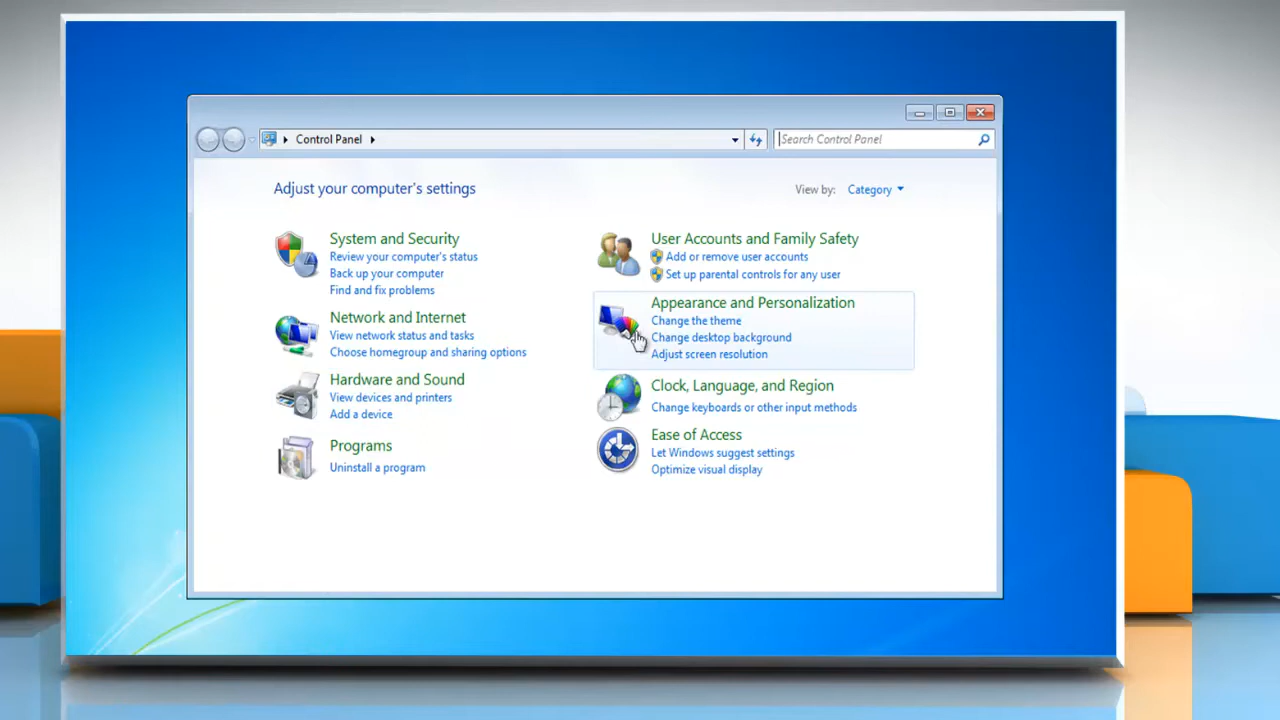 Control Panel
Search Control Panel
Adjust your computer's settings
View by: Category
System and Security
Review your computer's status
Back up your computer
Find and fix problems
Network and Internet
View network status and tasks
Choose homegroup and sharing options
Hardware and Sound
View devices and printers
Add a device
Programs
Uninstall a program
User Accounts and Family Safety
Add or remove user accounts
Set up parental controls for any user
Appearance and Personalization
Change the theme
Change desktop background
Adjust screen resolution
Clock, Language, and Region
Change keyboards or other input methods
Ease of Access
Let Windows suggest settings
Optimize visual display